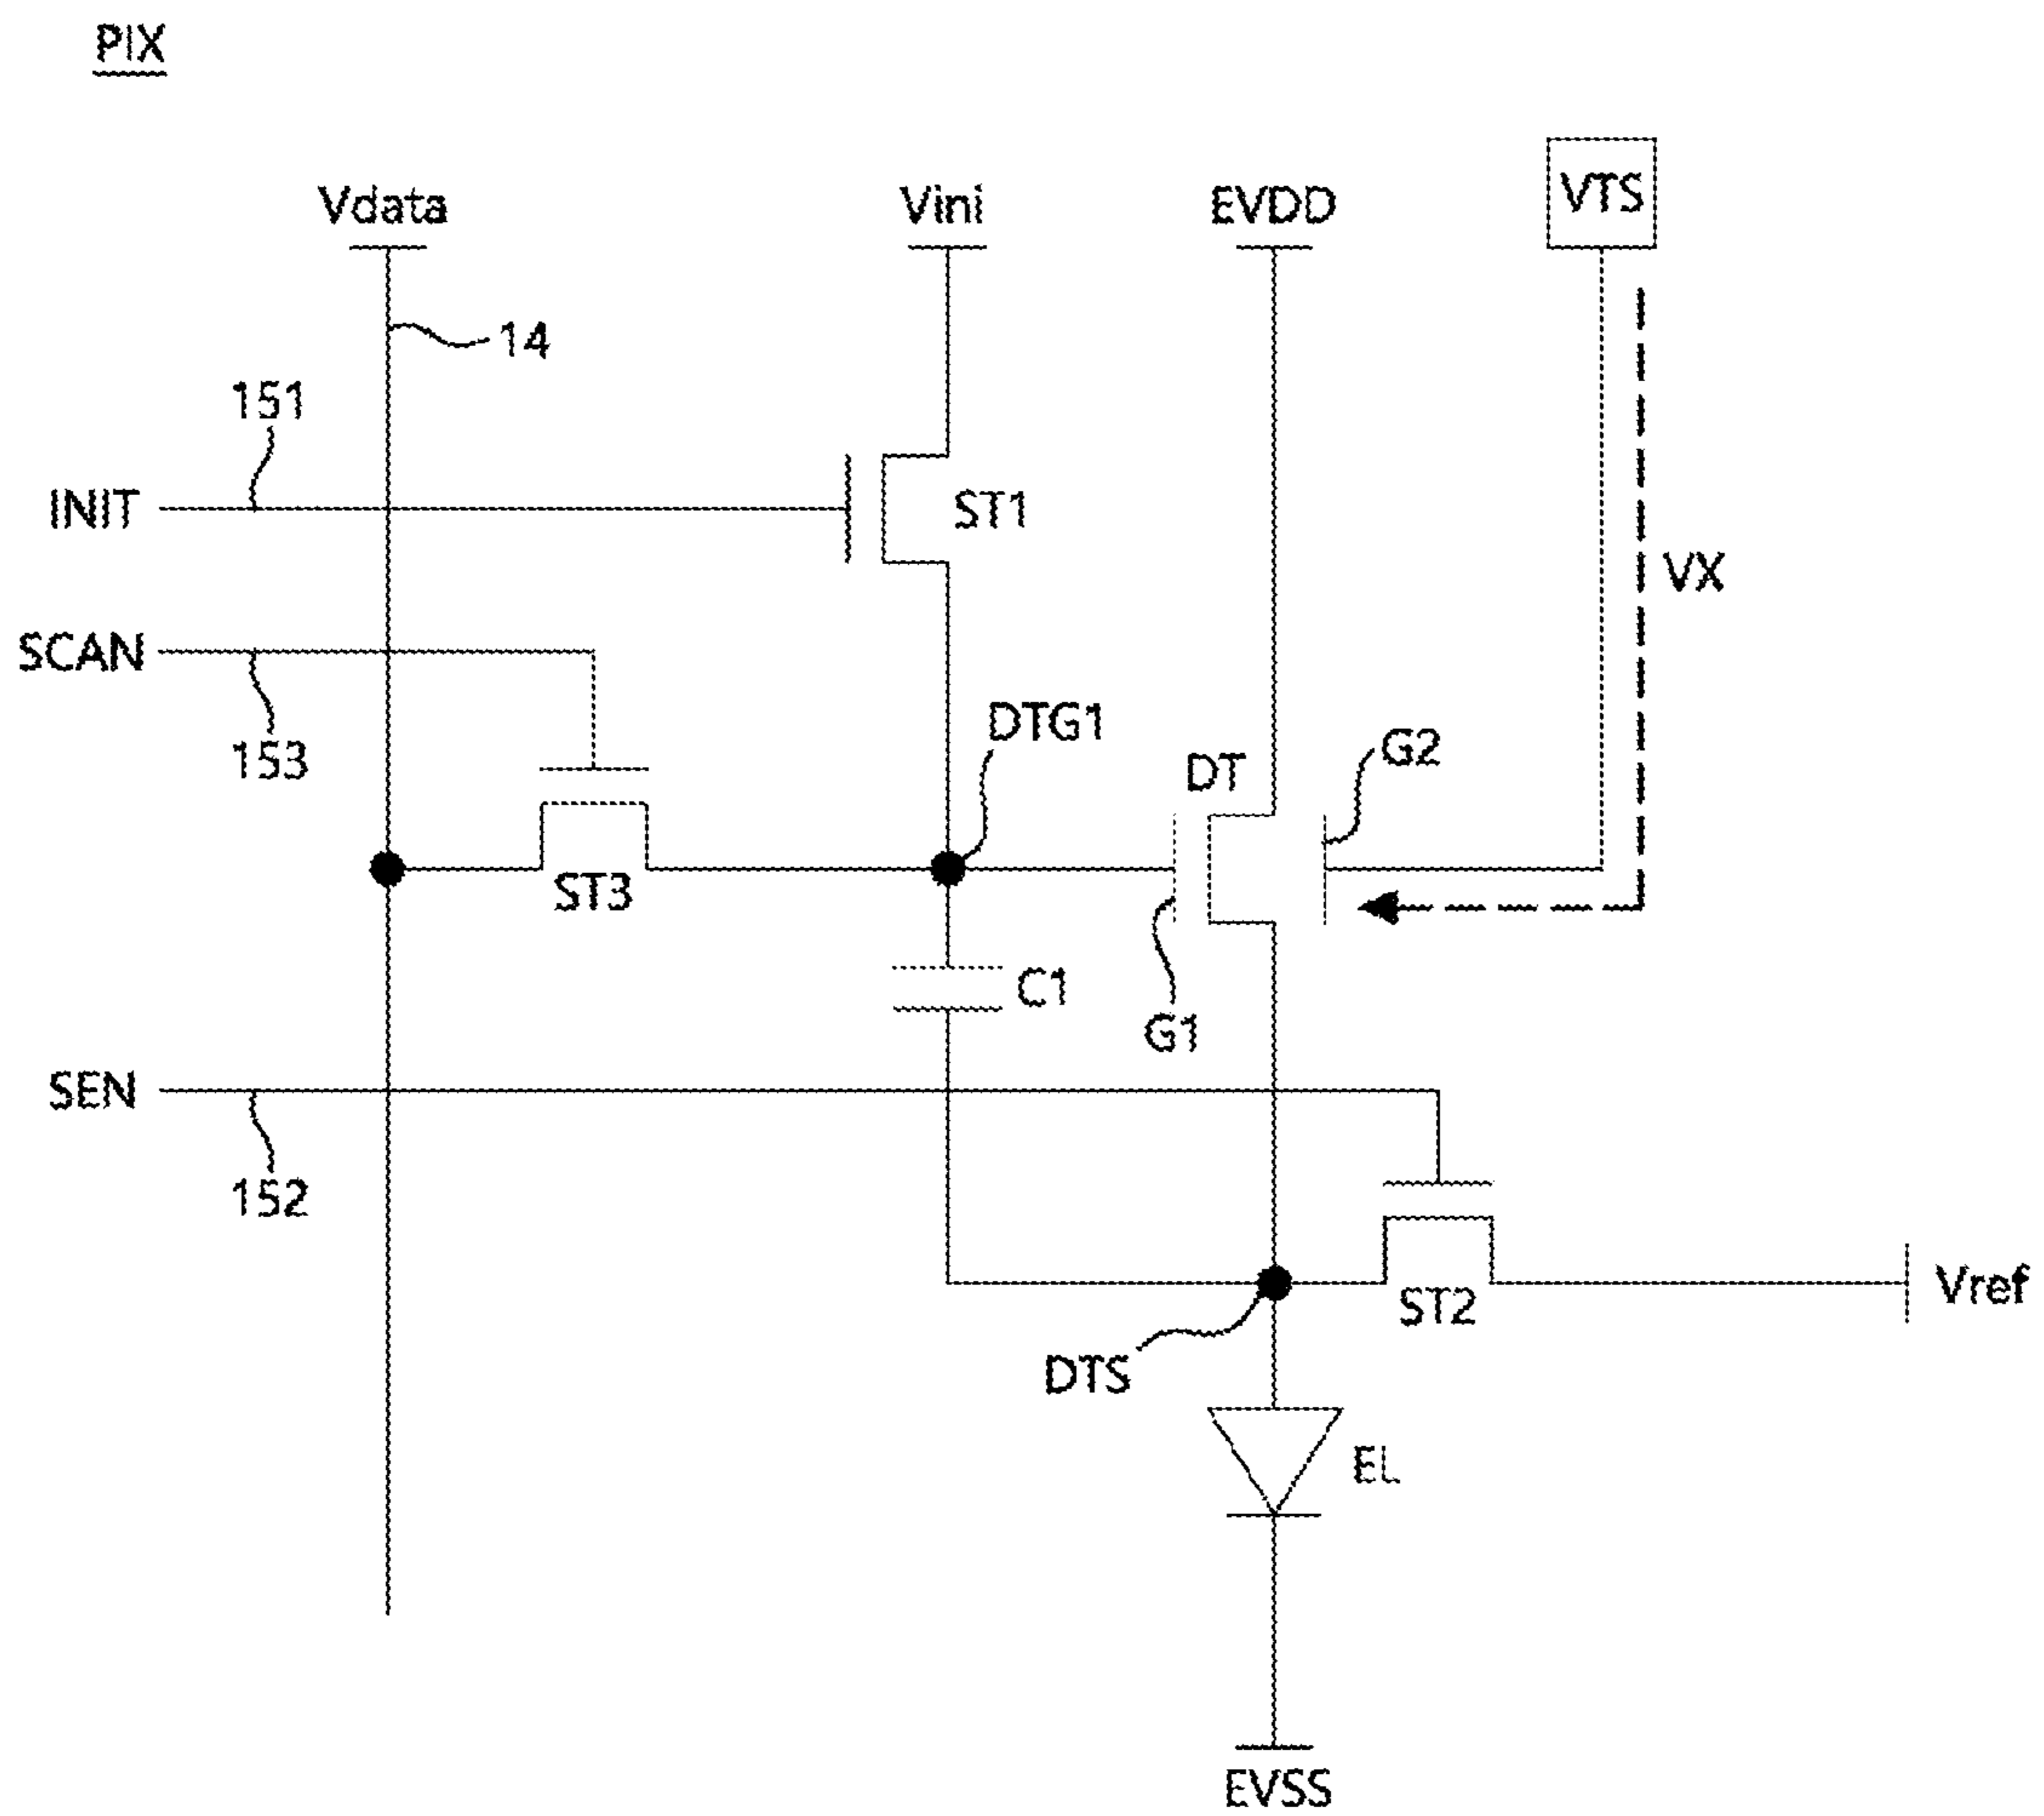 PIX
Vdata
Vini
EVDD
VTS
14
151
INIT
ST1
VX
SCAN
153
DTG1
DT
G2
ST3
C1
G1
SEN
152
ST2
Vref
DTS
EL
EVSS